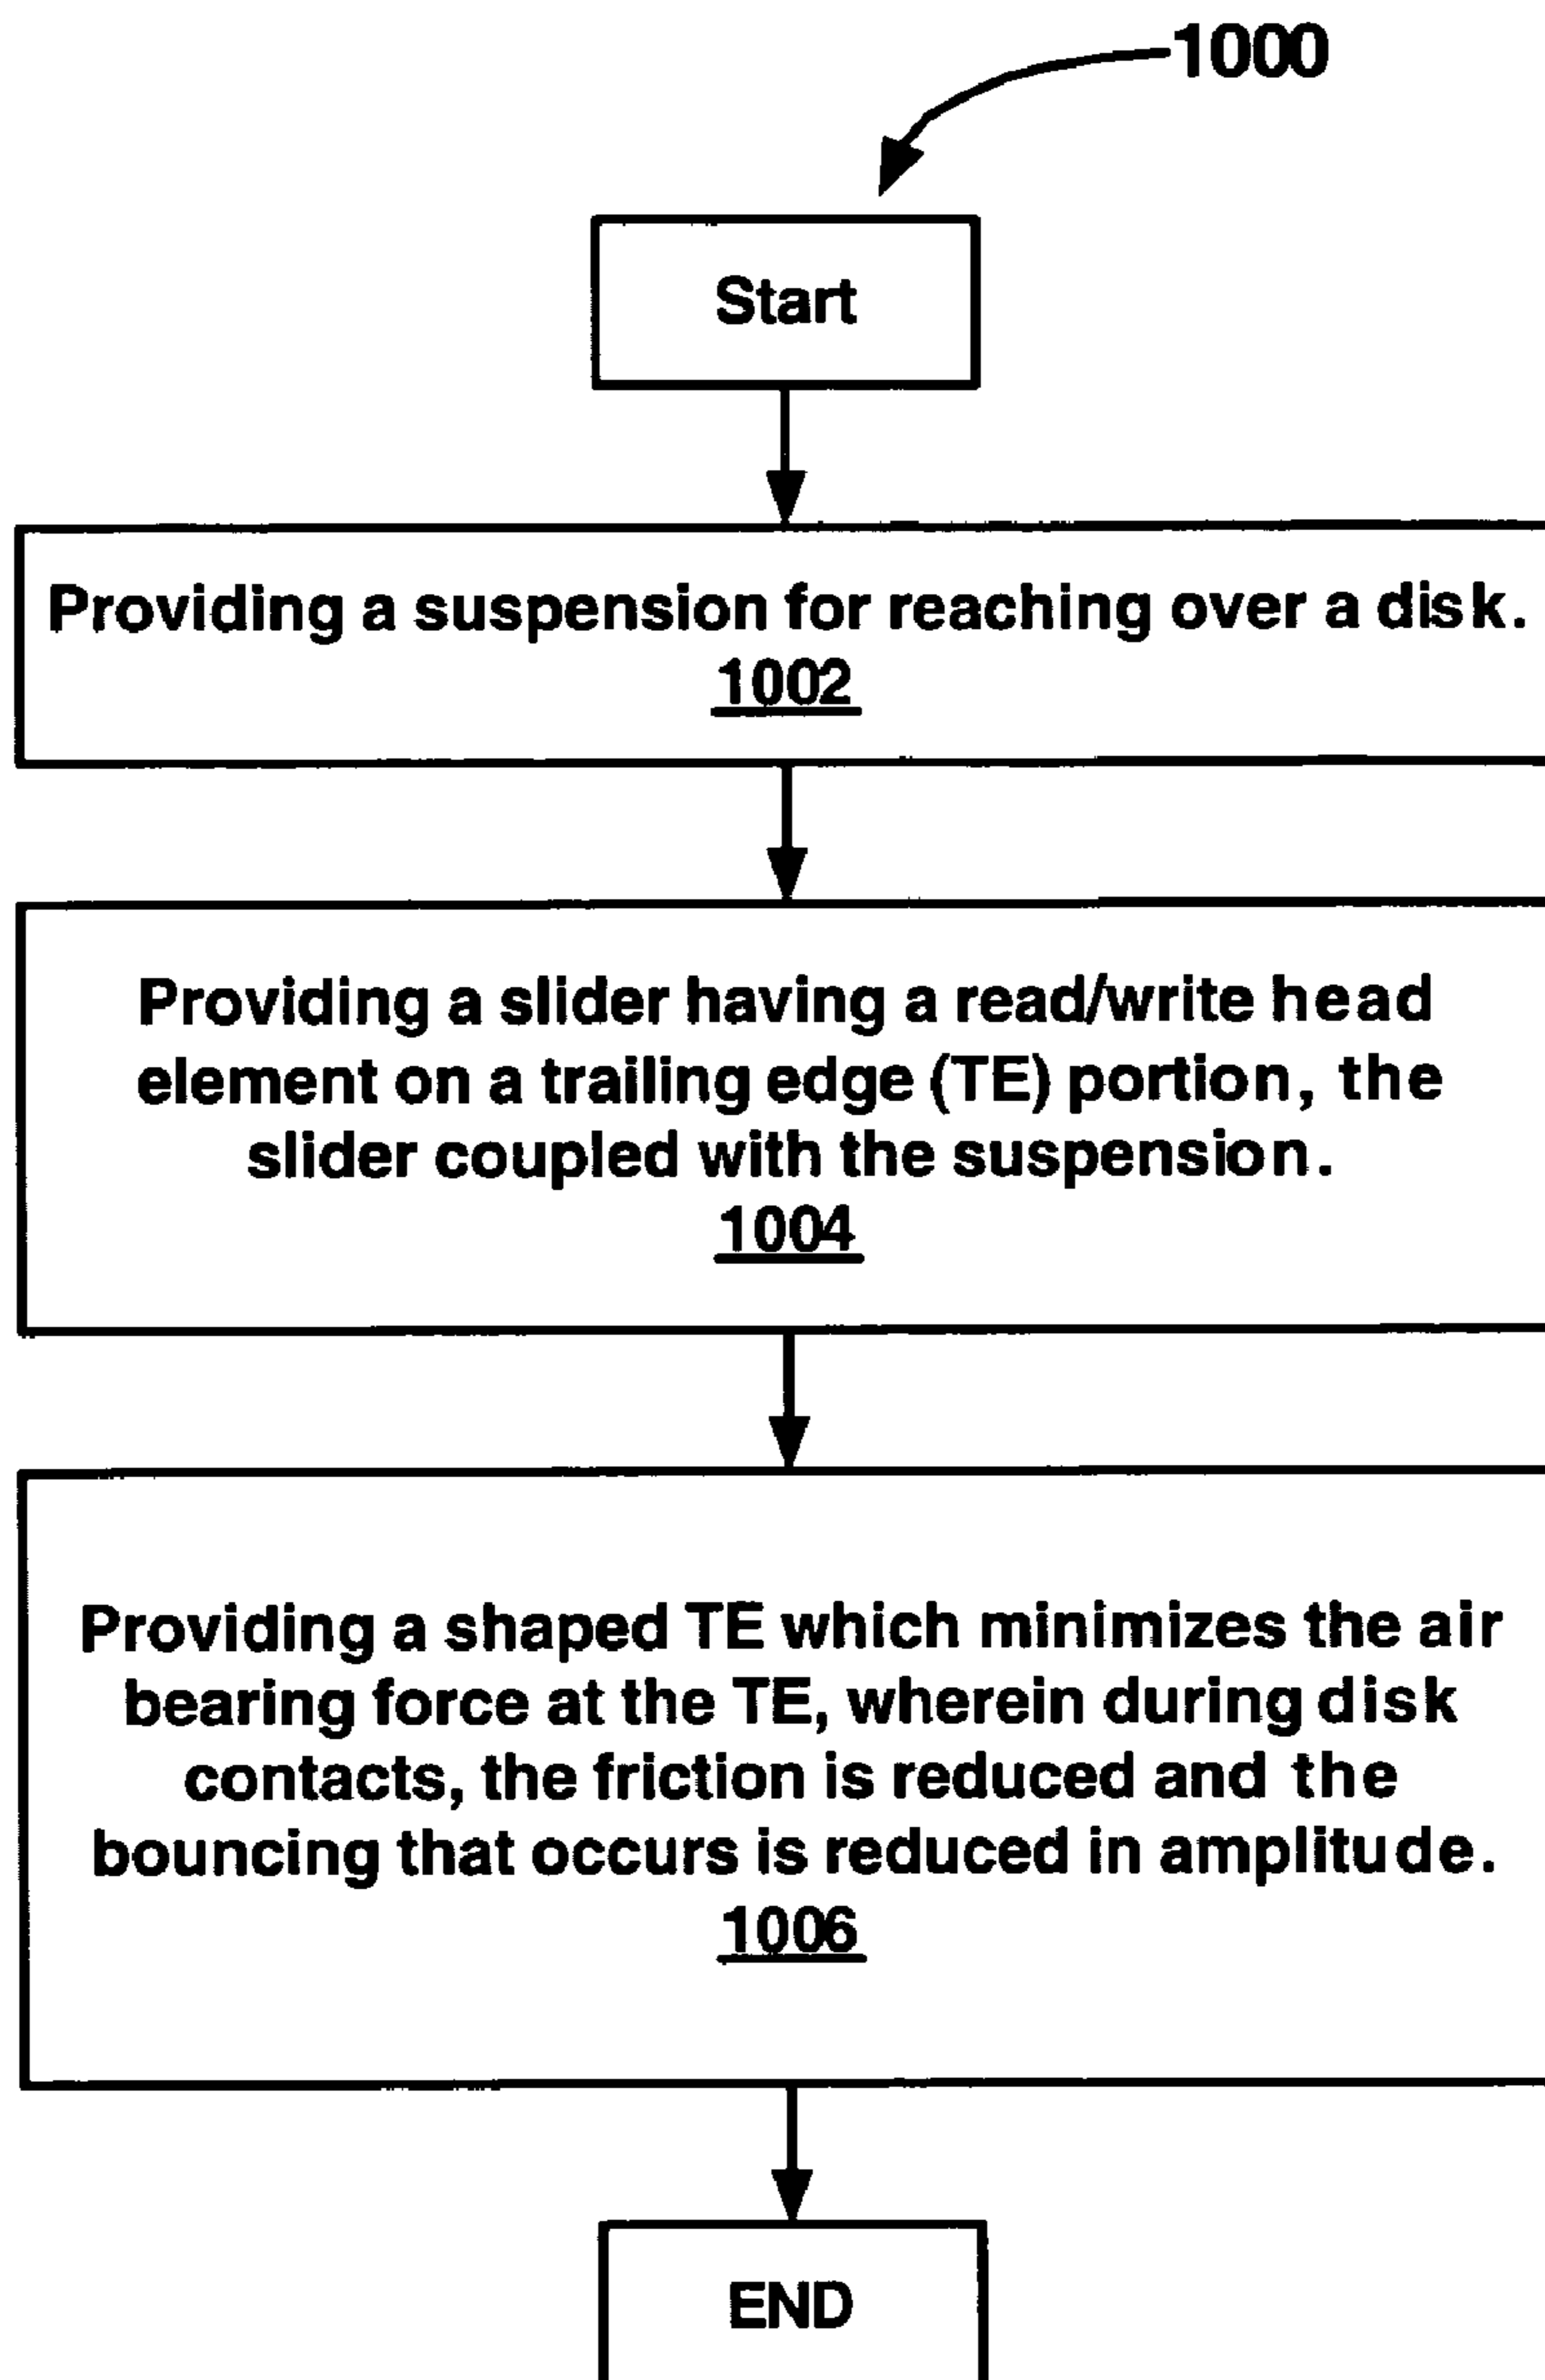 1000
Start
Providing a suspension for reaching over a disk.
1002
Providing a slider having a read/write head
element on a trailing edge (TE) portion, the
slider coupled with the suspension.
1004
Providing a shaped TE which minimizes the air
bearing force at the TE, wherein during disk
contacts, the friction is reduced and the
bouncing that occurs is reduced in amplitude.
1006
END